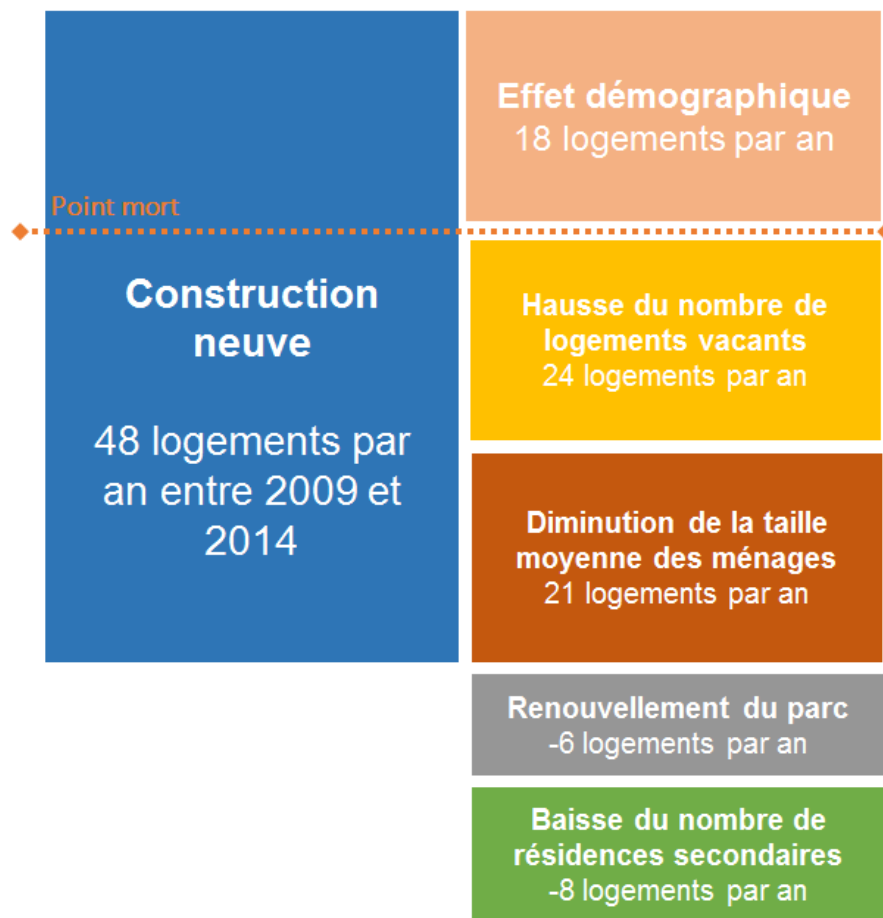 Point mort
Construction
neuve
48 logements par
an entre 2009 et
2014
Effet démographique
18 logements par an
Hausse du nombre de
logements vacants
24 logements par an
Diminution de la taille
moyenne des ménages
21 logements par an
Renouvellement du parc
-6 logements par an
Baisse du nombre de
résidences secondaires
-8 logements par an